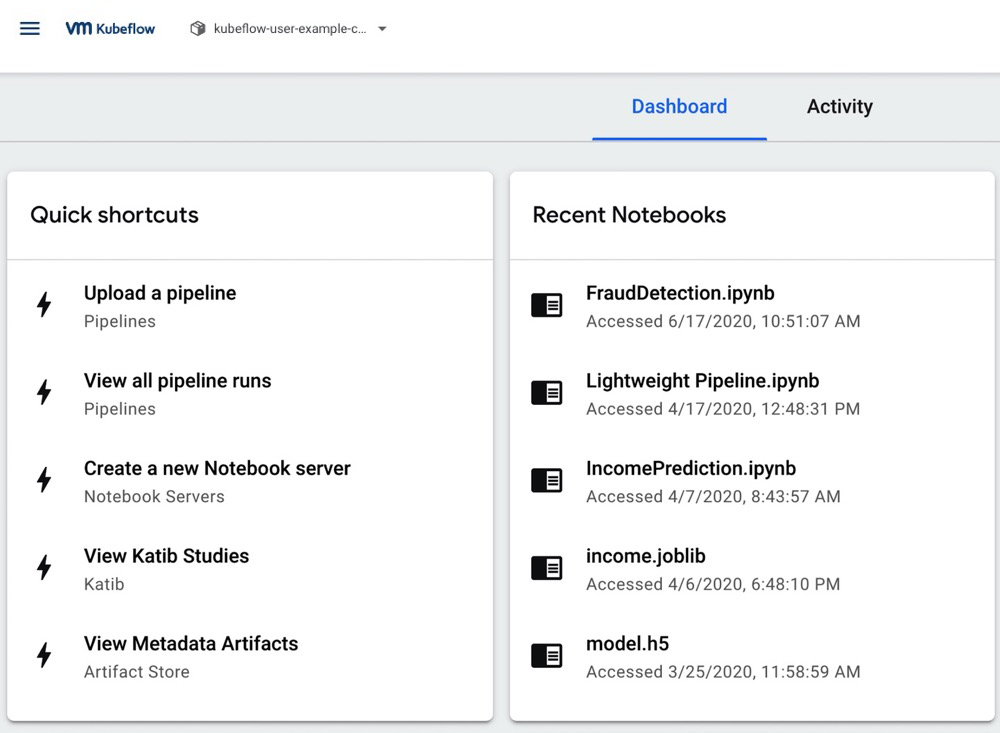 vm Kubeflow
kubeflow-user-example-c...
Dashboard
Activity
Quick shortcuts
Upload a pipeline
Pipelines
View all pipeline runs
Pipelines
Create a new Notebook server
Notebook Servers
View Katib Studies
Katib
View Metadata Artifacts
Artifact Store
Recent Notebooks
FraudDetection.ipynb
Accessed 6/17/2020, 10:51:07 AM
Lightweight Pipeline.ipynb
Accessed 4/17/2020, 12:48:31 PM
IncomePrediction.ipynb
Accessed 4/7/2020, 8:43:57 AM
income.joblib
Accessed 4/6/2020, 6:48:10 PM
model.h5
Accessed 3/25/2020, 11:58:59 AM